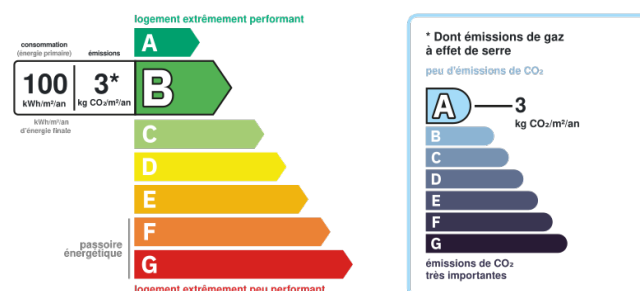 logement extrêmement performant
consommation
(énergie primaire)
émissions
100
kWh/m²/an
3*
kg CO₂/m²/an
kWh/m²/an
d'énergie finale
A
B
C
D
E
F
G
passoire
énergétique
logement extrêmement peu performant
* Dont émissions de gaz
à effet de serre
peu d'émissions de CO₂
A
3
kg CO₂/m²/an
B
C
D
E
F
G
émissions de CO₂
très importantes